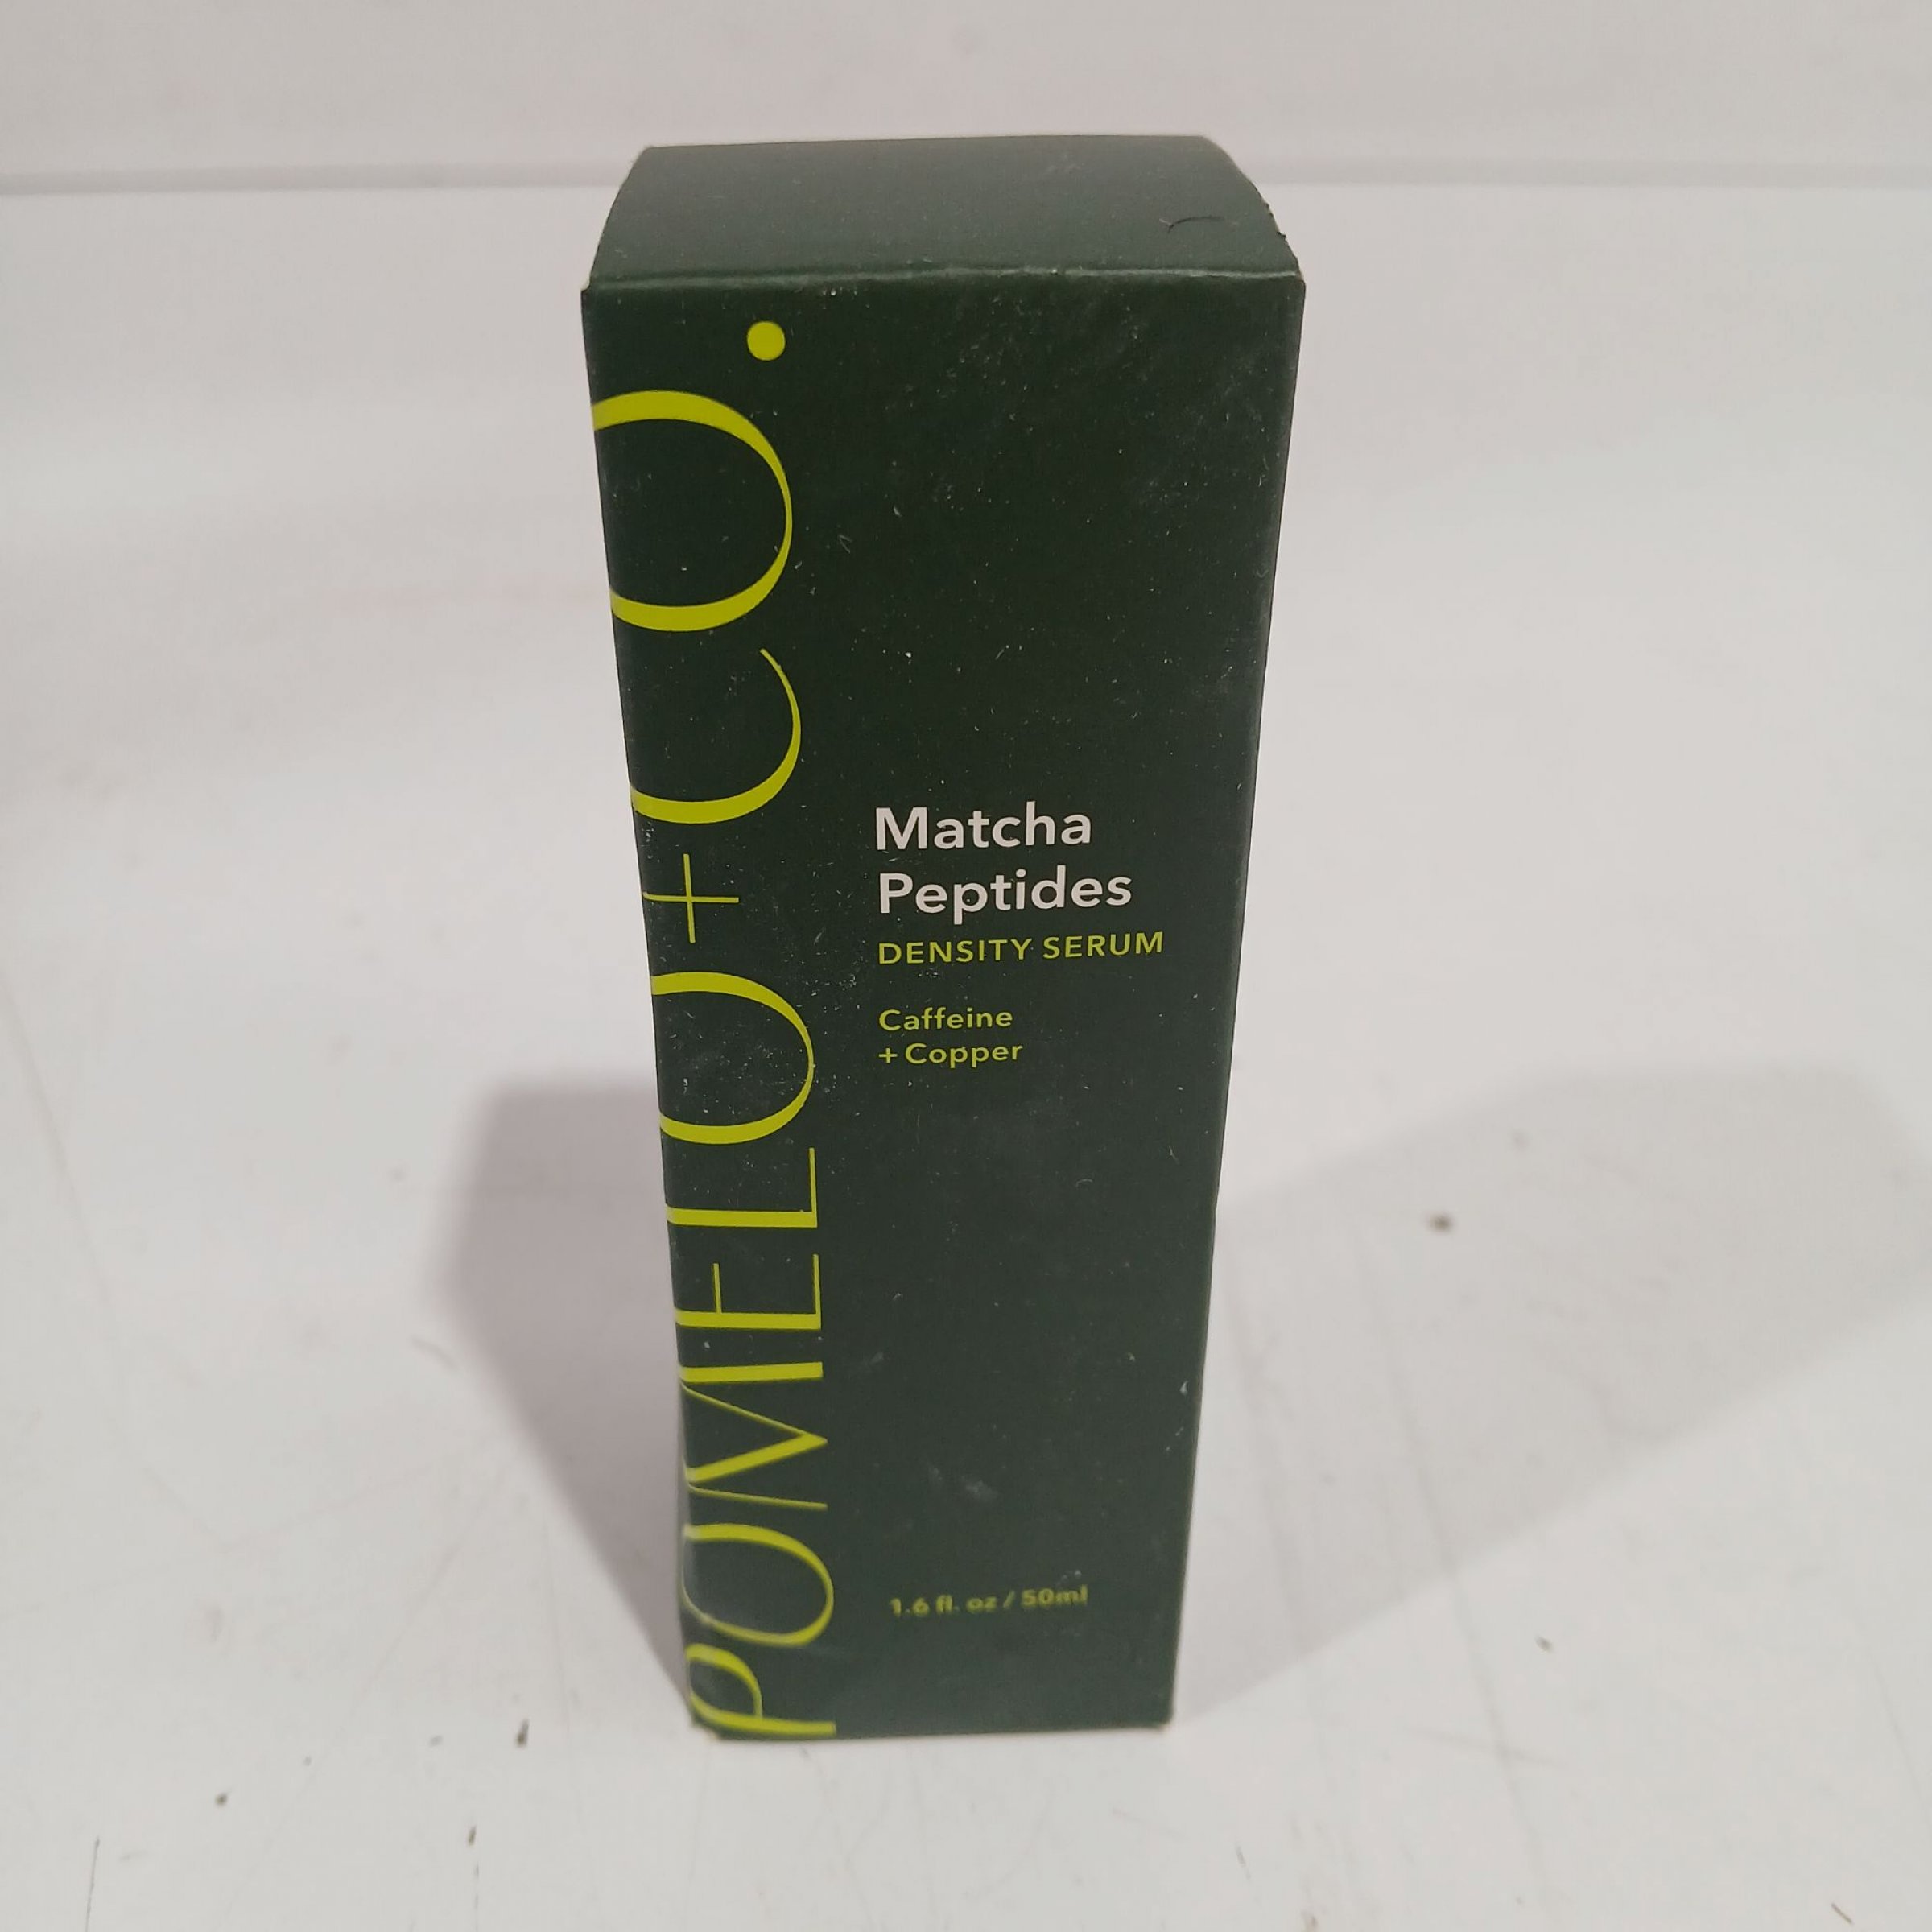 POMELO+CO.
Matcha
Peptides
DENSITY SERUM
Caffeine
+ Copper
1.6 fl. oz / 50ml